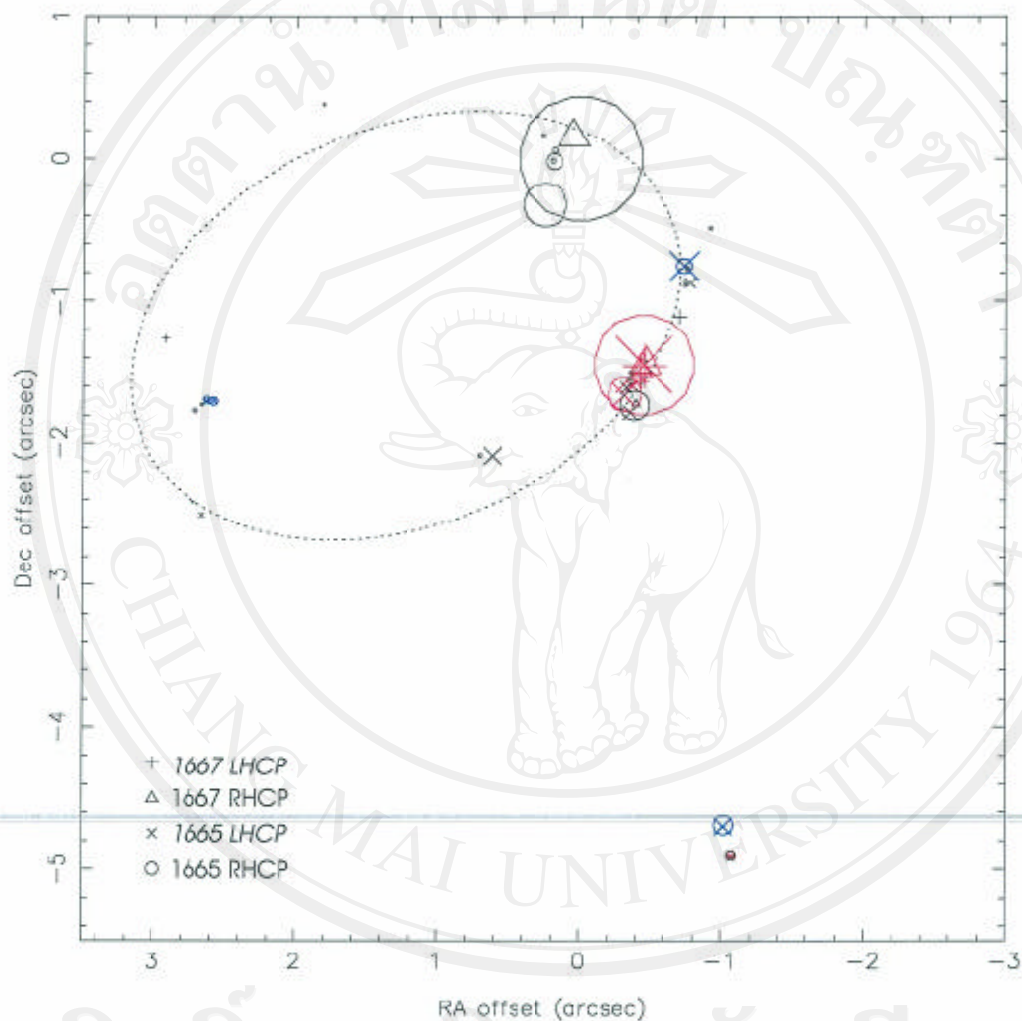 1
0
-1
-2
-3
-4
-5
Dec offset (arcsec)
+ 1667 LHCP
△ 1667 RHCP
× 1665 LHCP
○ 1665 RHCP
3 2 1 0 -1 -2 -3
RA offset (arcsec)
CHIANG MAI UNIVERSITY 1964